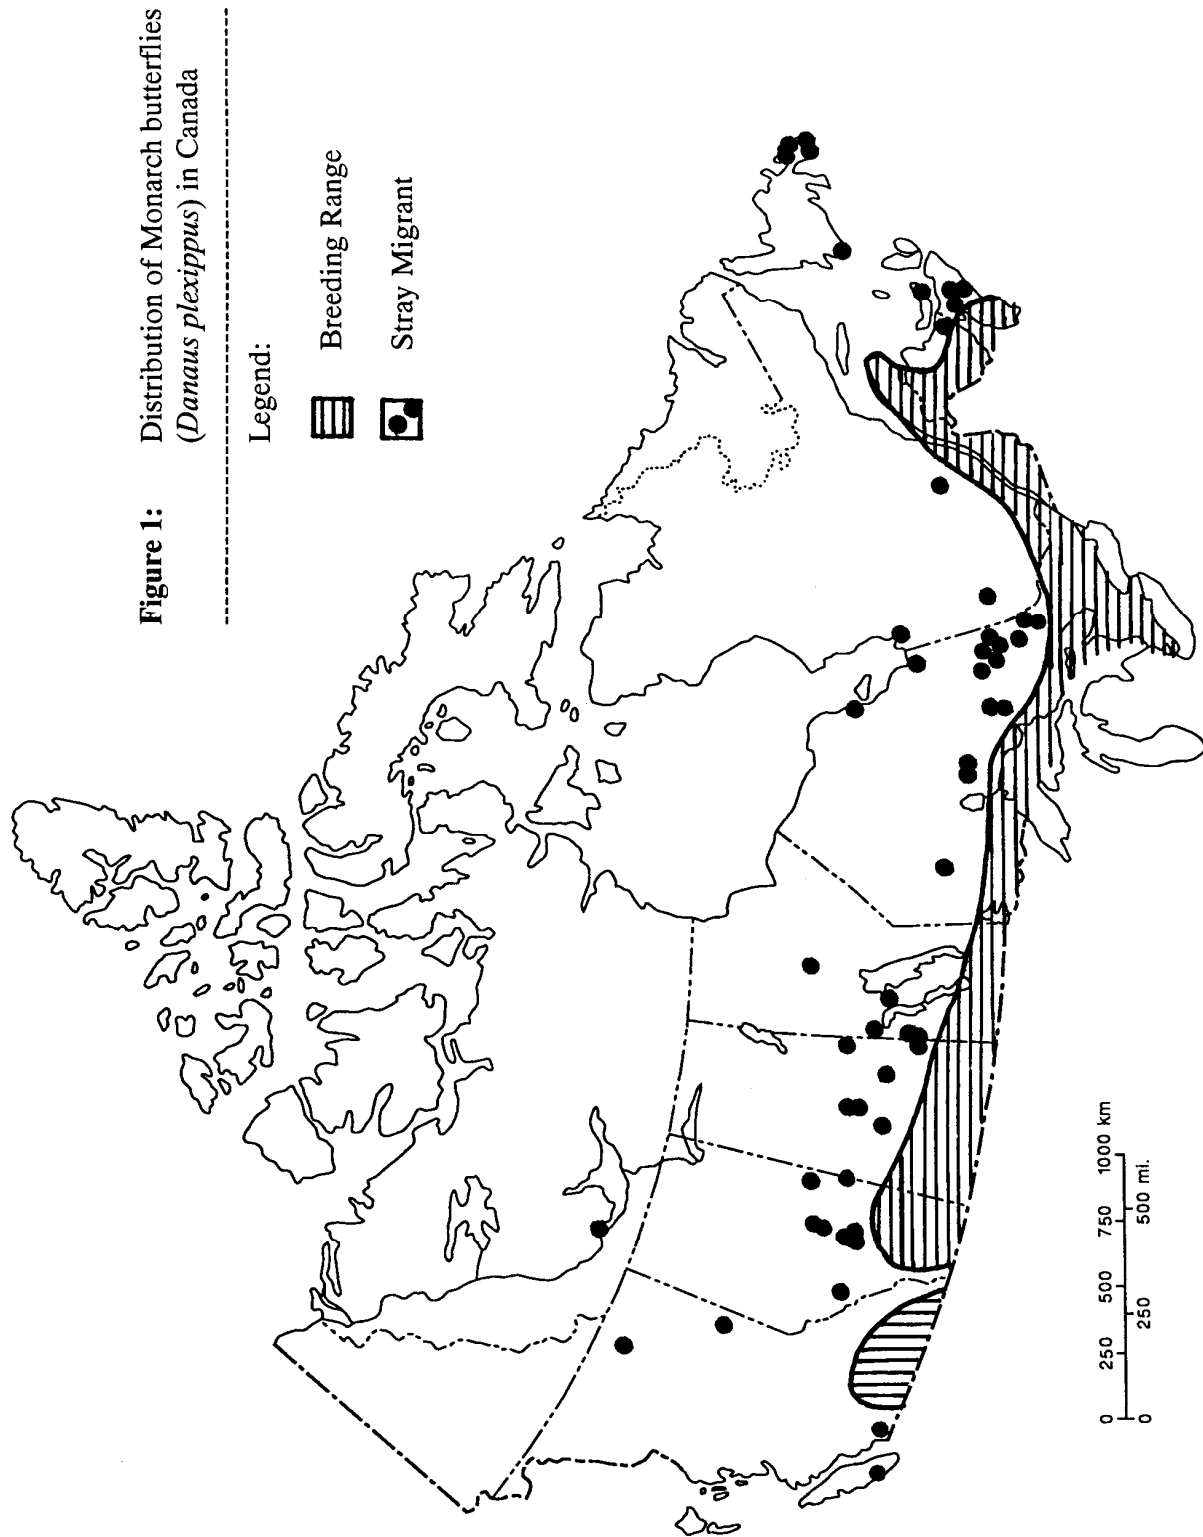 Figure 1: Distribution of Monarch butterflies
(Danaus plexippus) in Canada
Legend:
Breeding Range
Stray Migrant
0 250 500 750 1000 km
0 250 500 mi.